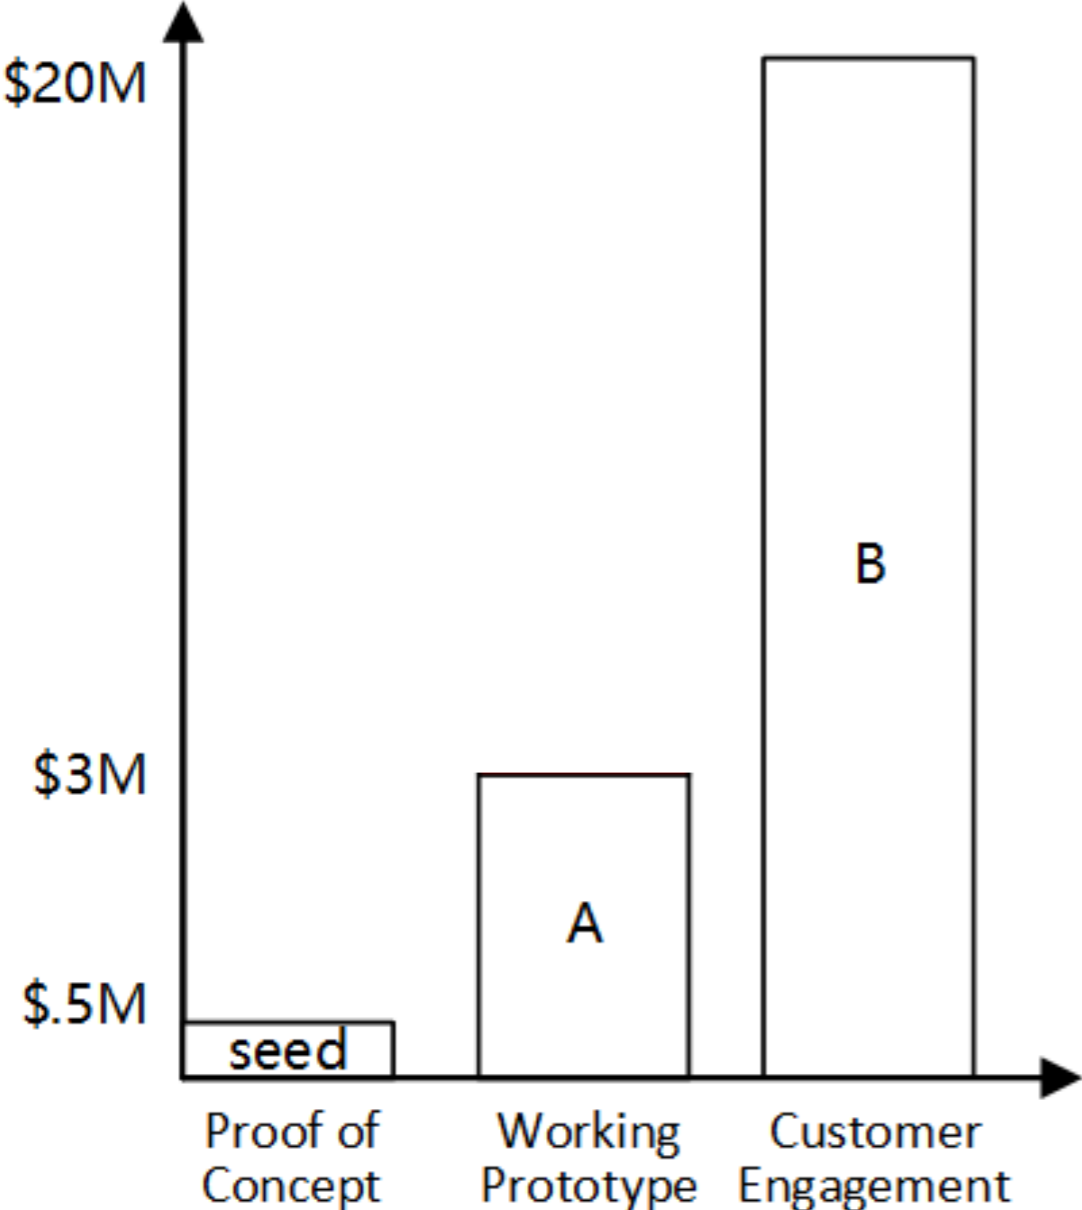 $20M
B
$3M
A
$.5M
seed
Proof of
Concept
Working
Prototype
Customer
Engagement